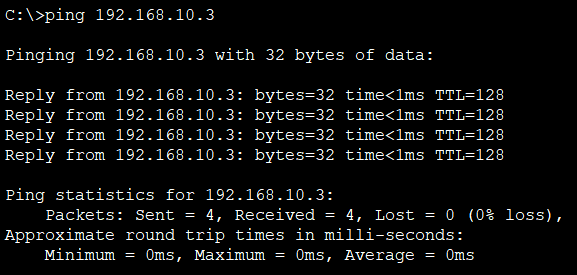 C:\>ping 192.168.10.3
Pinging 192.168.10.3 with 32 bytes of data:
Reply from 192.168.10.3: bytes=32 time<1ms TTL=128
Reply from 192.168.10.3: bytes=32 time<1ms TTL=128
Reply from 192.168.10.3: bytes=32 time<1ms TTL=128
Reply from 192.168.10.3: bytes=32 time<1ms TTL=128
Ping statistics for 192.168.10.3:
    Packets: Sent = 4, Received = 4, Lost = 0 (0% loss),
Approximate round trip times in milli-seconds:
    Minimum = 0ms, Maximum = 0ms, Average = 0ms